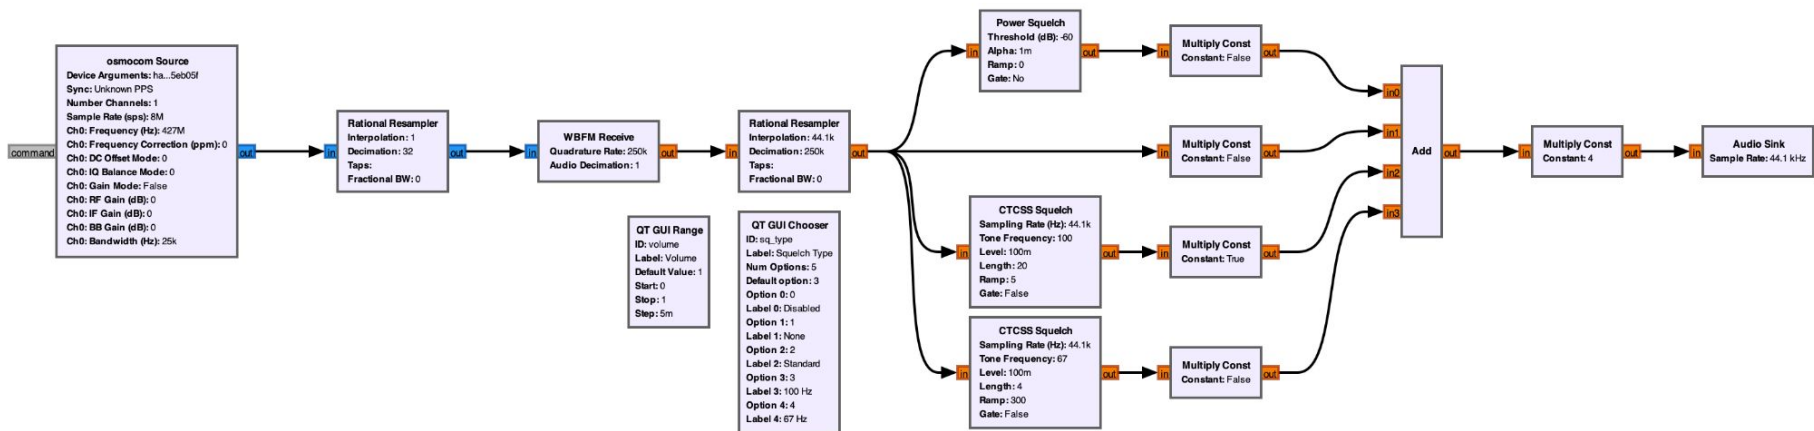 command
osmocom Source
Device Arguments: ha...5eb05f
Sync: Unknown PPS
Number Channels: 1
Sample Rate (sps): 8M
Ch0: Frequency (Hz): 427M
Ch0: Frequency Correction (ppm): 0
Ch0: DC Offset Mode: 0
Ch0: IQ Balance Mode: 0
Ch0: Gain Mode: False
Ch0: RF Gain (dB): 0
Ch0: IF Gain (dB): 0
Ch0: BB Gain (dB): 0
Ch0: Bandwidth (Hz): 25k
out
in
Rational Resampler
Interpolation: 1
Decimation: 32
Taps:
Fractional BW: 0
out
in
WBFM Receive
Quadrature Rate: 250k
Audio Decimation: 1
out
in
Rational Resampler
Interpolation: 44.1k
Decimation: 250k
Taps:
Fractional BW: 0
out
QT GUI Range
ID: volume
Label: Volume
Default Value: 1
Start: 0
Stop: 1
Step: 5m
QT GUI Chooser
ID: sq_type
Label: Squelch Type
Num Options: 5
Default option: 3
Option 0: 0
Label 0: Disabled
Option 1: 1
Label 1: None
Option 2: 2
Label 2: Standard
Option 3: 3
Label 3: 100 Hz
Option 4: 4
Label 4: 67 Hz
in
Power Squelch
Threshold (dB): -60
Alpha: 1m
Ramp: 0
Gate: No
out
in
Multiply Const
Constant: False
out
in
Multiply Const
Constant: False
out
in
CTCSS Squelch
Sampling Rate (Hz): 44.1k
Tone Frequency: 100
Level: 100m
Length: 20
Ramp: 5
Gate: False
out
in
Multiply Const
Constant: True
out
in
CTCSS Squelch
Sampling Rate (Hz): 44.1k
Tone Frequency: 67
Level: 100m
Length: 4
Ramp: 300
Gate: False
out
in
Multiply Const
Constant: False
out
in0
in1
in2
in3
Add
out
in
Multiply Const
Constant: 4
out
in
Audio Sink
Sample Rate: 44.1 kHz